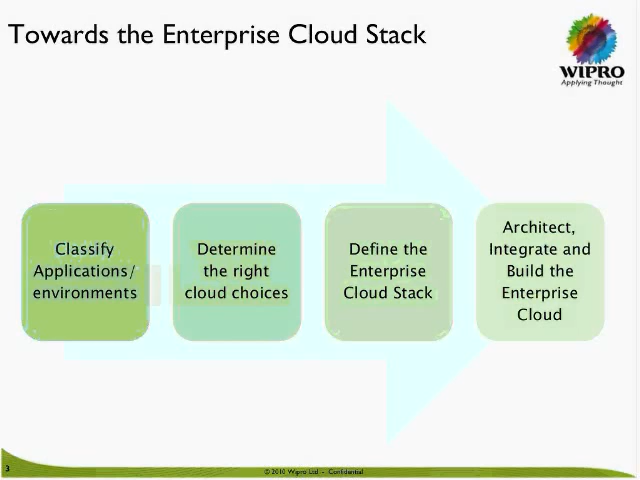 Towards the Enterprise Cloud Stack
WIPRO
Applying Thought
Classify
Applications/
environments
Determine
the right
cloud choices
Define the
Enterprise
Cloud Stack
Architect,
Integrate and
Build the
Enterprise
Cloud
3
© 2010 Wipro Ltd - Confidential